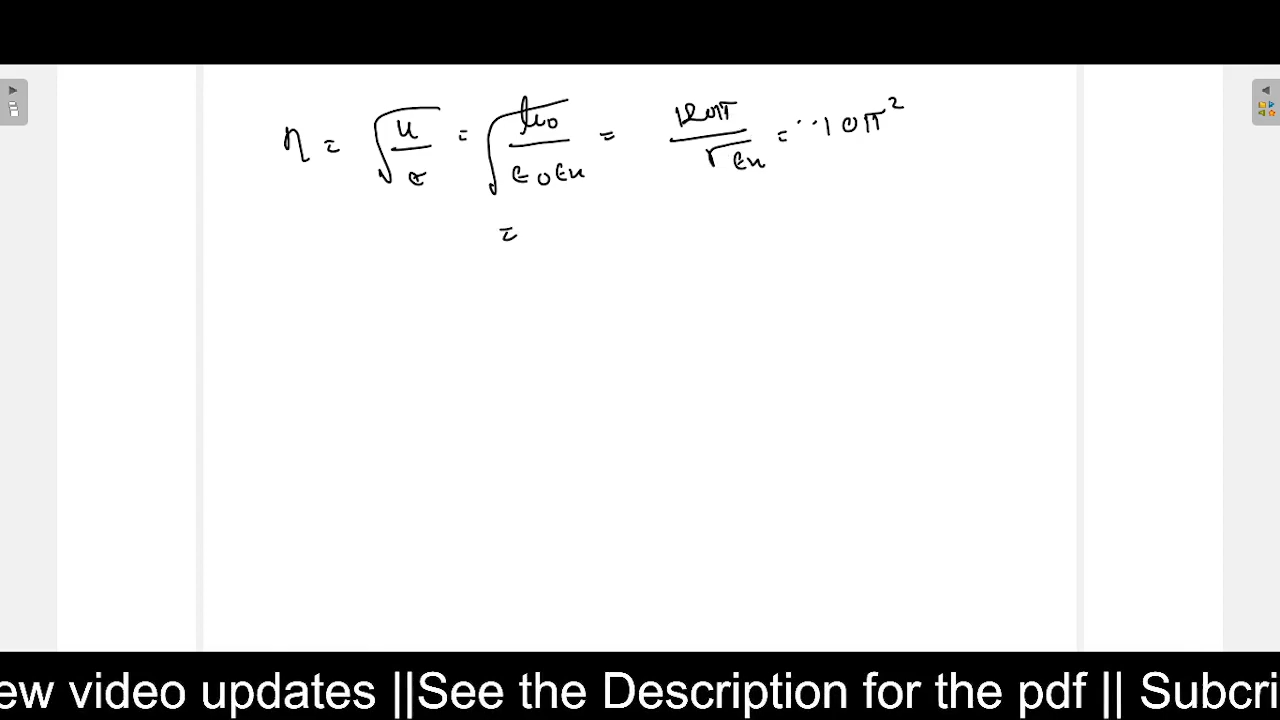 η = √(μ/ε) = √(μ₀/ε₀εr) = 120π/√εr = ··10π²
=
ew video updates ||See the Description for the pdf || Subcri